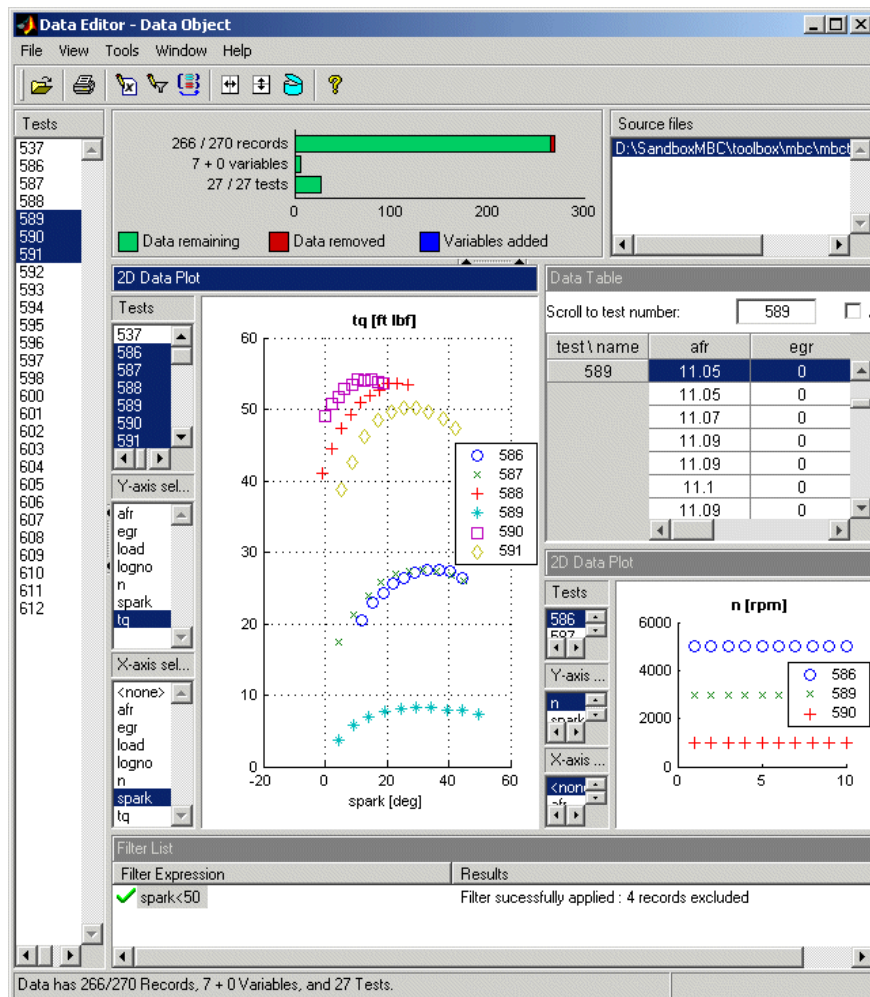 Data Editor - Data Object
File View Tools Window Help
Tests
537
586
587
588
589
590
591
592
593
594
595
596
597
598
600
601
602
603
604
605
606
607
608
609
610
611
612
266 / 270 records
7 + 0 variables
27 / 27 tests
0 100 200 300
Data remaining Data removed Variables added
Source files
D:\SandboxMBC\toolbox\mbc\mbct
2D Data Plot
Tests
537
586
587
588
589
590
591
Y-axis sel...
afr
egr
load
logno
n
spark
tq
X-axis sel...
<none>
afr
egr
load
logno
n
spark
tq
tq [ft lbf]
60
50
40
30
20
10
0
-20 0 20 40 60
spark [deg]
586
587
588
589
590
591
Data Table
Scroll to test number: 589
test \ name afr egr
589 11.05 0
11.05 0
11.07 0
11.09 0
11.09 0
11.1 0
11.09 0
2D Data Plot
Tests
586
587
Y-axis ...
n
spark
X-axis ...
<none
afr
n [rpm]
6000
4000
2000
0
0 5 10
586
589
590
Filter List
Filter Expression Results
spark<50 Filter sucessfully applied : 4 records excluded
Data has 266/270 Records, 7 + 0 Variables, and 27 Tests.